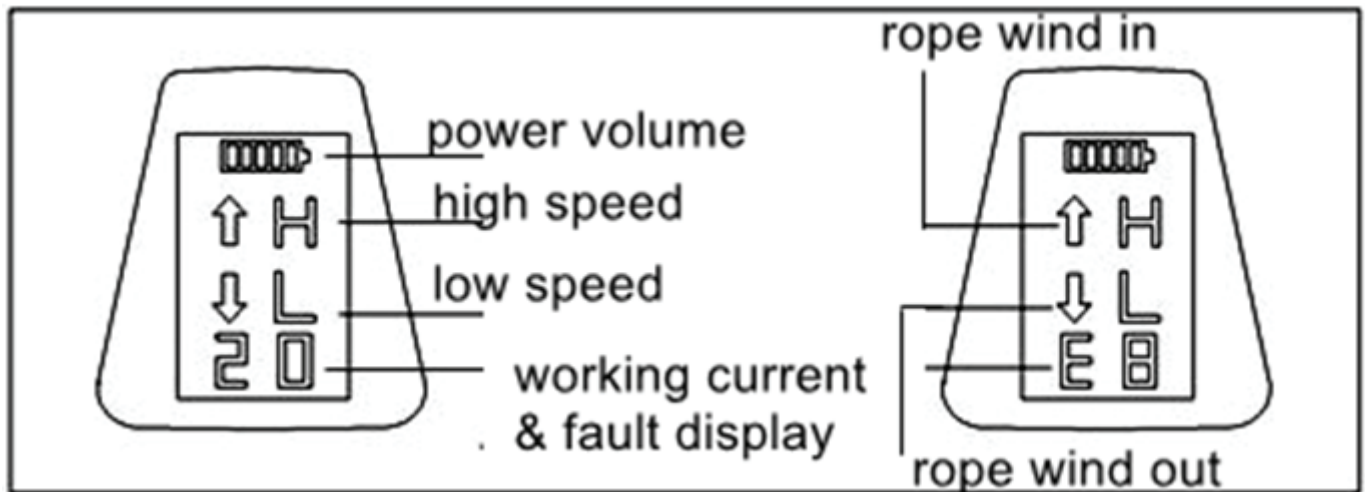 rope wind in
power volume
high speed
low speed
H
L
20
H
L
E8
working current
& fault display
rope wind out